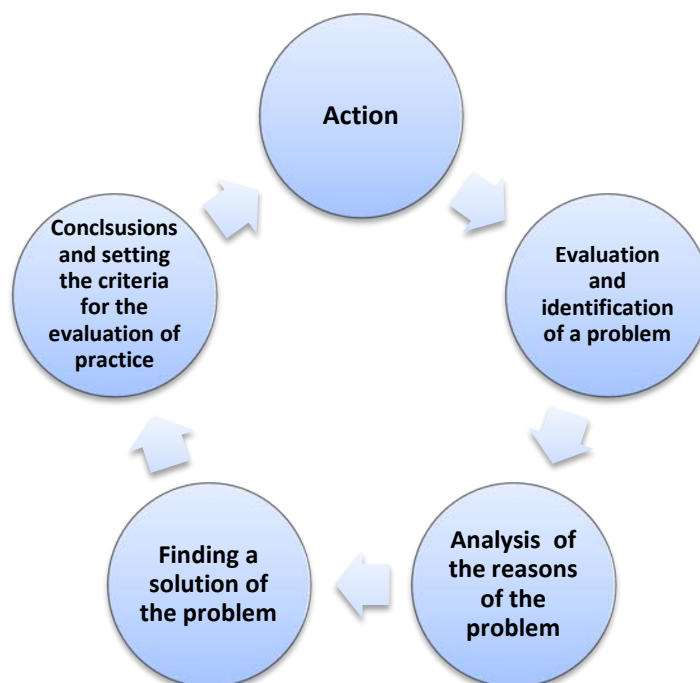 Action
Evaluation
and
identification
of a problem
Analysis of
the reasons
of the
problem
Finding a
solution of
the problem
Conclsusions
and setting
the criteria
for the
evaluation of
practice